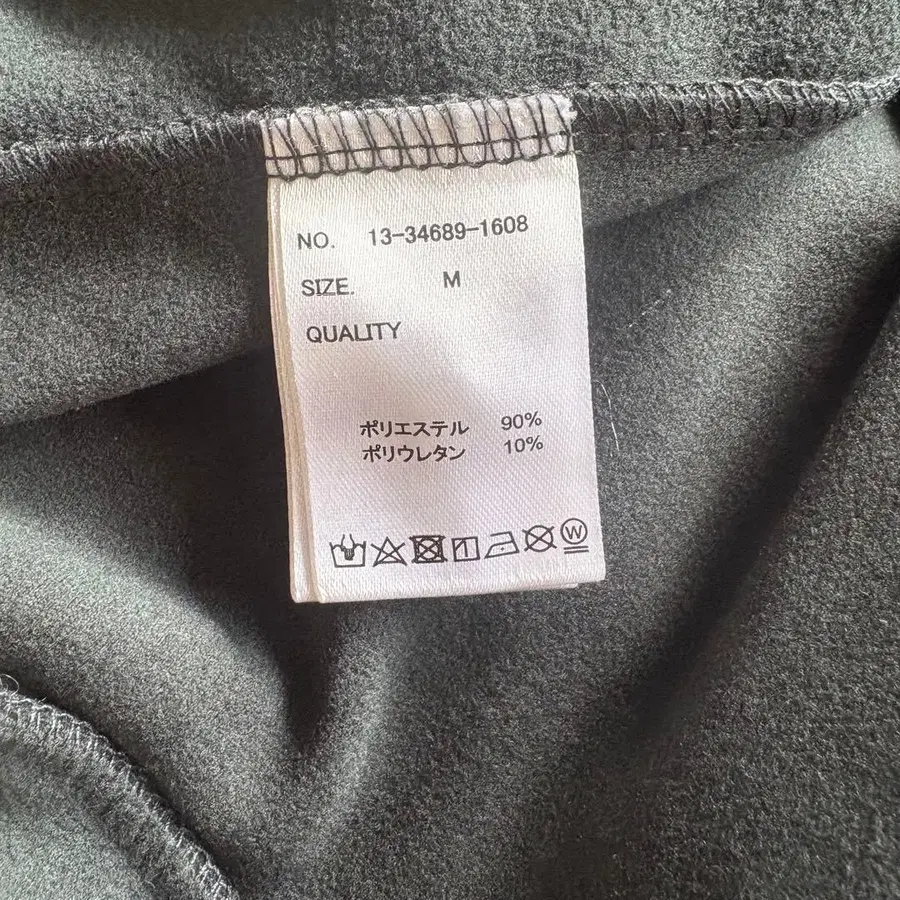 NO. 13-34689-1608
SIZE. M
QUALITY
ポリエステル 90%
ポリウレタン 10%
W